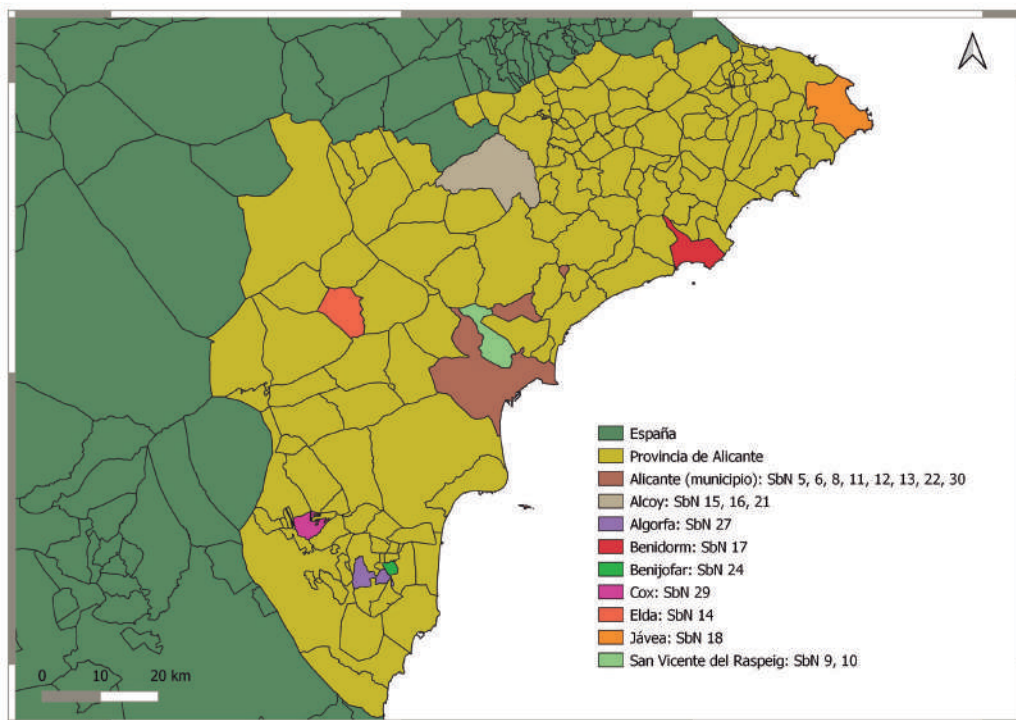 España
Provincia de Alicante
Alicante (municipio): SbN 5, 6, 8, 11, 12, 13, 22, 30
Alcoy: SbN 15, 16, 21
Algorfa: SbN 27
Benidorm: SbN 17
Benijofar: SbN 24
Cox: SbN 29
Elda: SbN 14
Jávea: SbN 18
San Vicente del Raspeig: SbN 9, 10
0 10 20 km